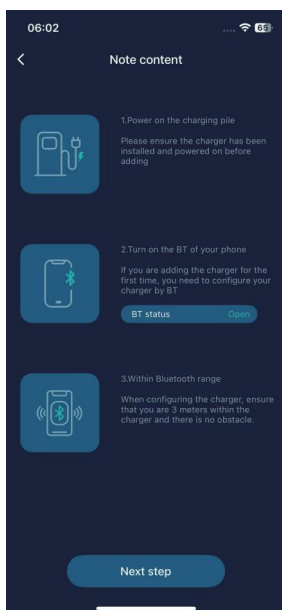 06:02
65
Note content
1.Power on the charging pile
Please ensure the charger has been
installed and powered on before
adding
2.Turn on the BT of your phone
If you are adding the charger for the
first time, you need to configure your
charger by BT
BT status Open
3.Within Bluetooth range
When configuring the charger, ensure
that you are 3 meters within the
charger and there is no obstacle.
Next step